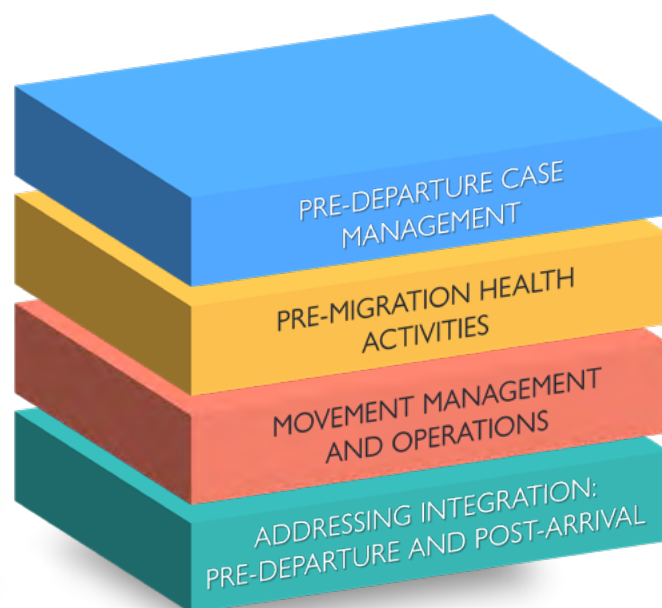 PRE-DEPARTURE CASE
MANAGEMENT
PRE-MIGRATION HEALTH
ACTIVITIES
MOVEMENT MANAGEMENT
AND OPERATIONS
ADDRESSING INTEGRATION:
PRE-DEPARTURE AND POST-ARRIVAL